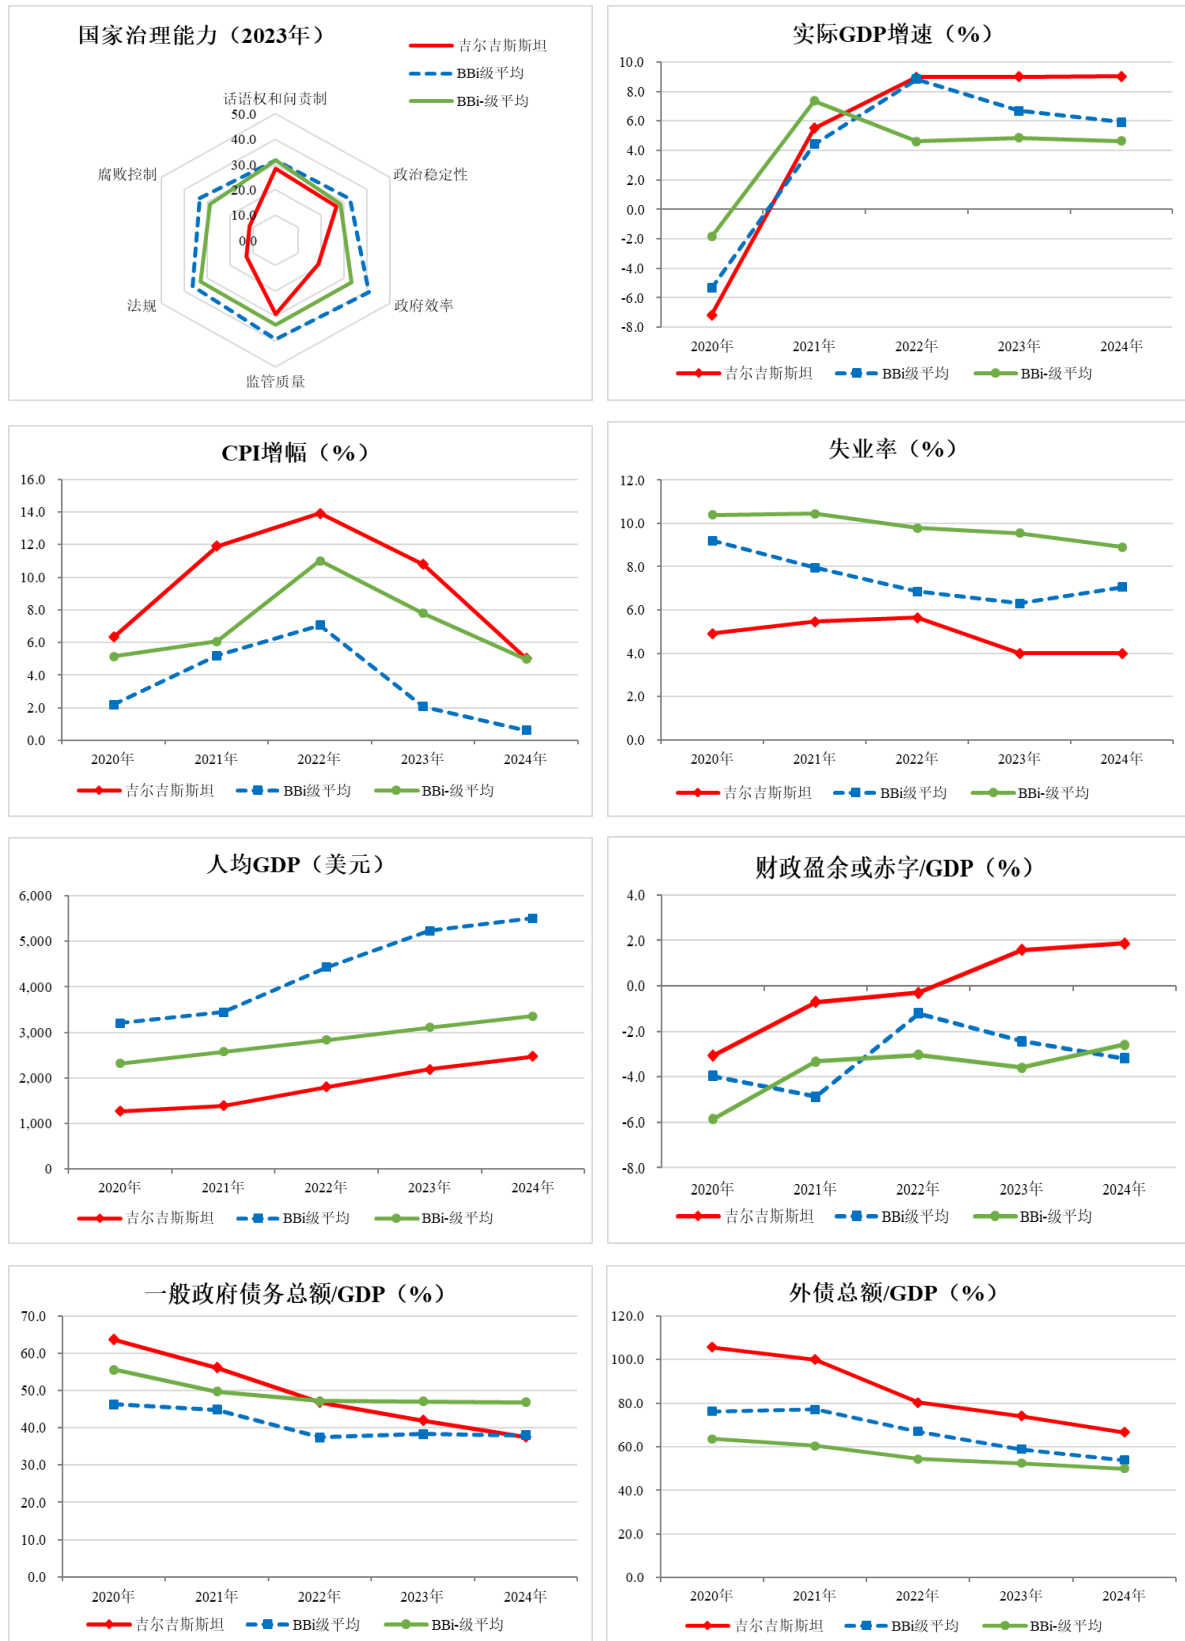 国家治理能力（2023年）
吉尔吉斯斯坦
BBi级平均
BBi-级平均
话语权和问责制
50.0
40.0
30.0
20.0
10.0
0.0
腐败控制
政治稳定性
法规
政府效率
监管质量
实际GDP增速（%）
10.0
8.0
6.0
4.0
2.0
0.0
-2.0
-4.0
-6.0
-8.0
2020年 2021年 2022年 2023年 2024年
吉尔吉斯斯坦 BBi级平均 BBi-级平均
CPI增幅（%）
16.0
14.0
12.0
10.0
8.0
6.0
4.0
2.0
0.0
2020年 2021年 2022年 2023年 2024年
吉尔吉斯斯坦 BBi级平均 BBi-级平均
失业率（%）
12.0
10.0
8.0
6.0
4.0
2.0
0.0
2020年 2021年 2022年 2023年 2024年
吉尔吉斯斯坦 BBi级平均 BBi-级平均
人均GDP（美元）
6,000
5,000
4,000
3,000
2,000
1,000
0
2020年 2021年 2022年 2023年 2024年
吉尔吉斯斯坦 BBi级平均 BBi-级平均
财政盈余或赤字/GDP（%）
4.0
2.0
0.0
-2.0
-4.0
-6.0
-8.0
2020年 2021年 2022年 2023年 2024年
吉尔吉斯斯坦 BBi级平均 BBi-级平均
一般政府债务总额/GDP（%）
70.0
60.0
50.0
40.0
30.0
20.0
10.0
0.0
2020年 2021年 2022年 2023年 2024年
吉尔吉斯斯坦 BBi级平均 BBi-级平均
外债总额/GDP（%）
120.0
100.0
80.0
60.0
40.0
20.0
0.0
2020年 2021年 2022年 2023年 2024年
吉尔吉斯斯坦 BBi级平均 BBi-级平均